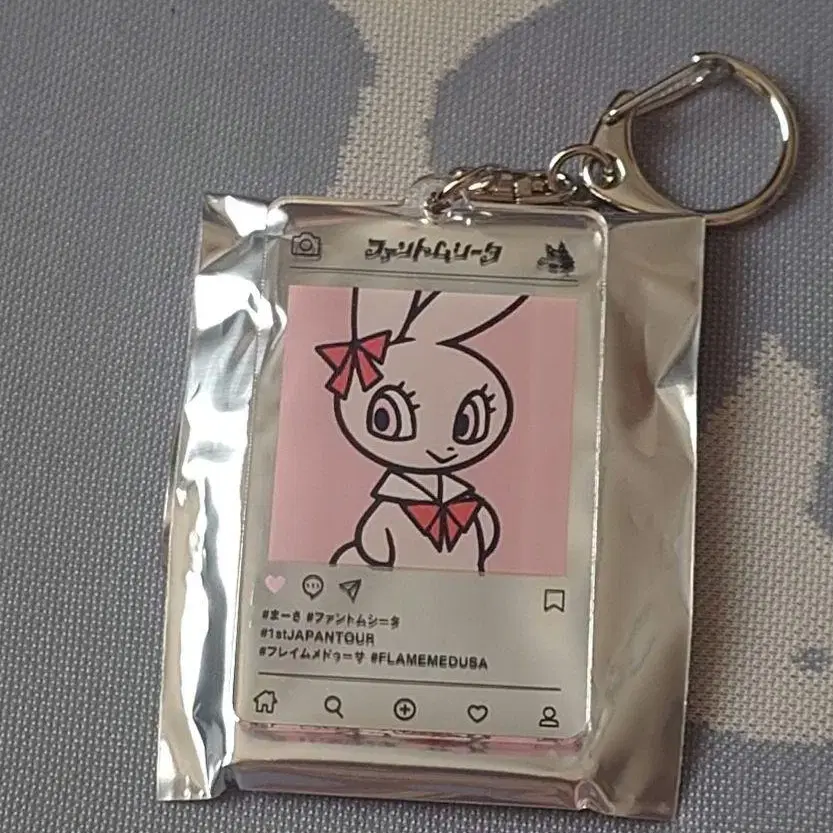 ファントムシータ
#まーさ #ファントムシータ
#1stJAPANTOUR
#フレイムメドゥーサ #FLAMEMEDUSA